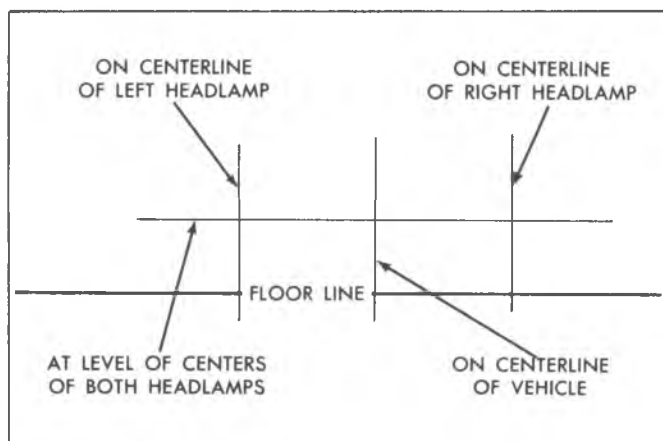 ON CENTERLINE
OF LEFT HEADLAMP
ON CENTERLINE
OF RIGHT HEADLAMP
FLOOR LINE
AT LEVEL OF CENTERS
OF BOTH HEADLAMPS
ON CENTERLINE
OF VEHICLE